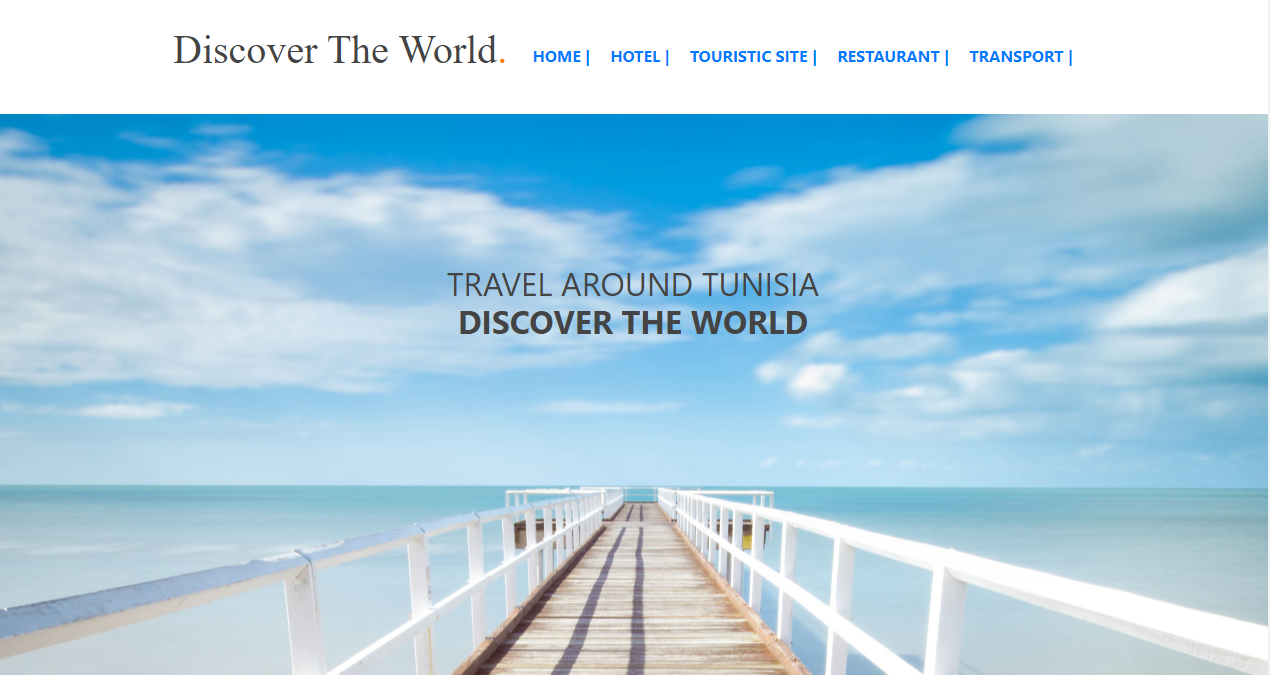 Discover The World. HOME | HOTEL | TOURISTIC SITE | RESTAURANT | TRANSPORT |
TRAVEL AROUND TUNISIA
DISCOVER THE WORLD